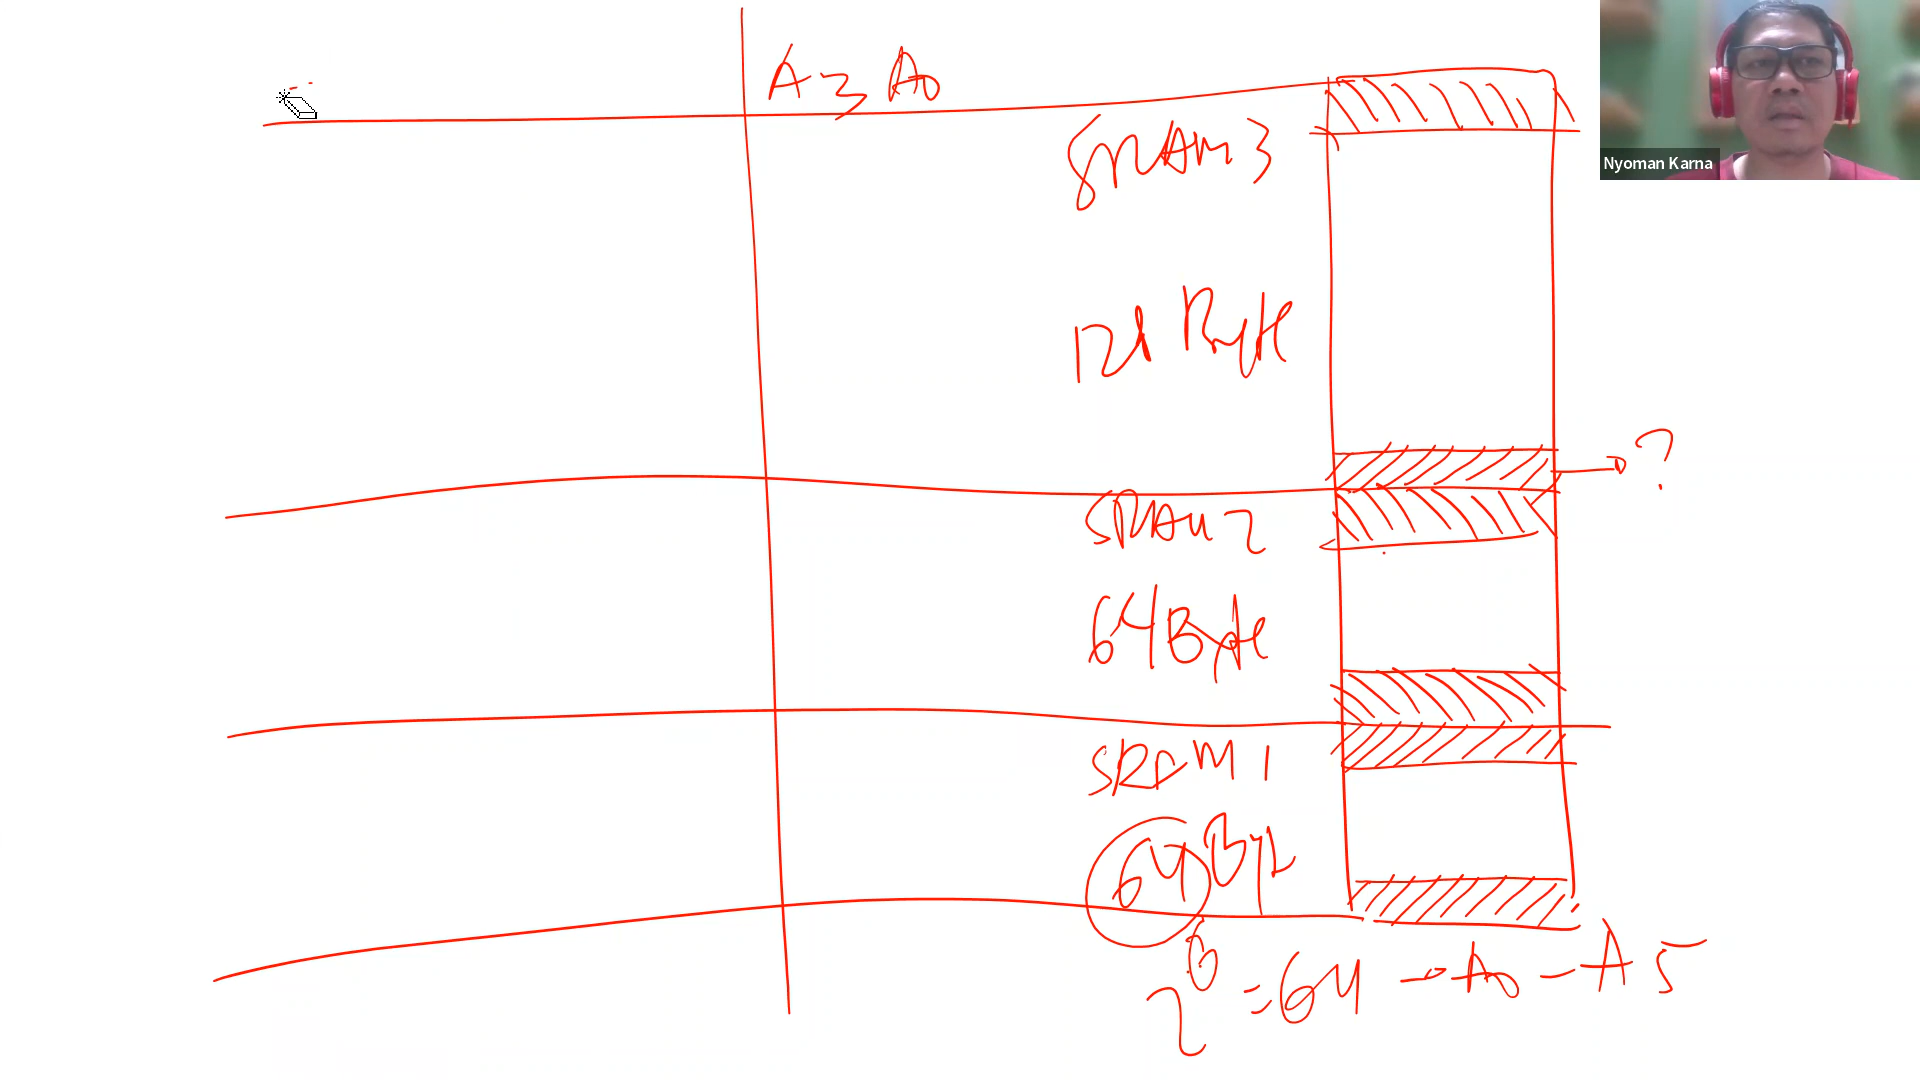 A3 A0
Nyoman Karna
SRAM 3
128 Byte
?
SRAM 2
64 Byte
SRAM 1
64 Byte
2^6 = 64 → A0 - A5